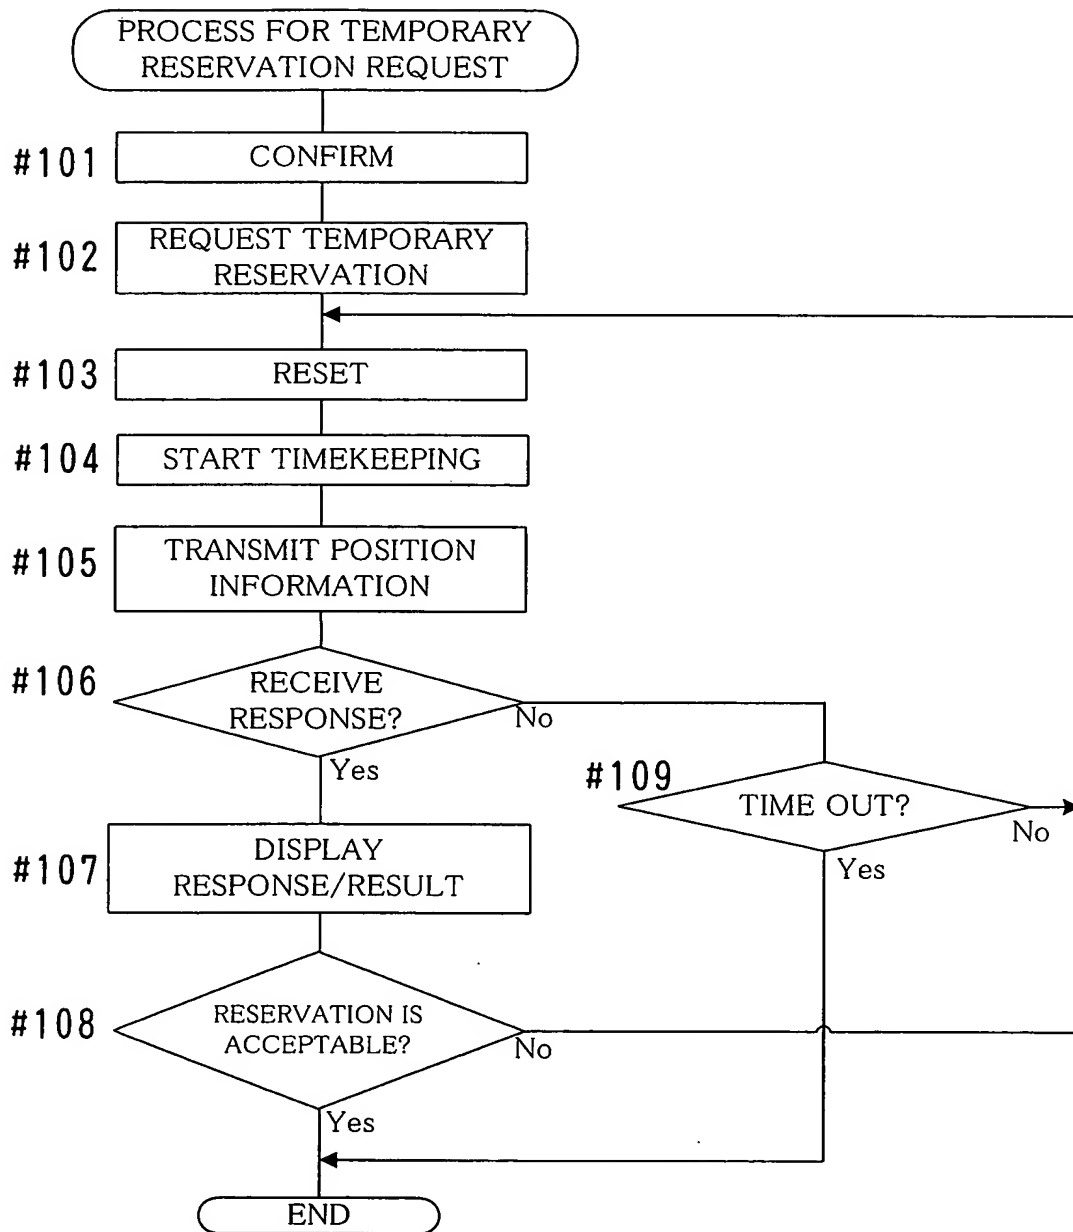 PROCESS FOR TEMPORARY
RESERVATION REQUEST
#101
CONFIRM
#102
REQUEST TEMPORARY
RESERVATION
#103
RESET
#104
START TIMEKEEPING
#105
TRANSMIT POSITION
INFORMATION
#106
RECEIVE
RESPONSE?
No
Yes
#109
TIME OUT?
No
Yes
#107
DISPLAY
RESPONSE/RESULT
#108
RESERVATION IS
ACCEPTABLE?
No
Yes
END